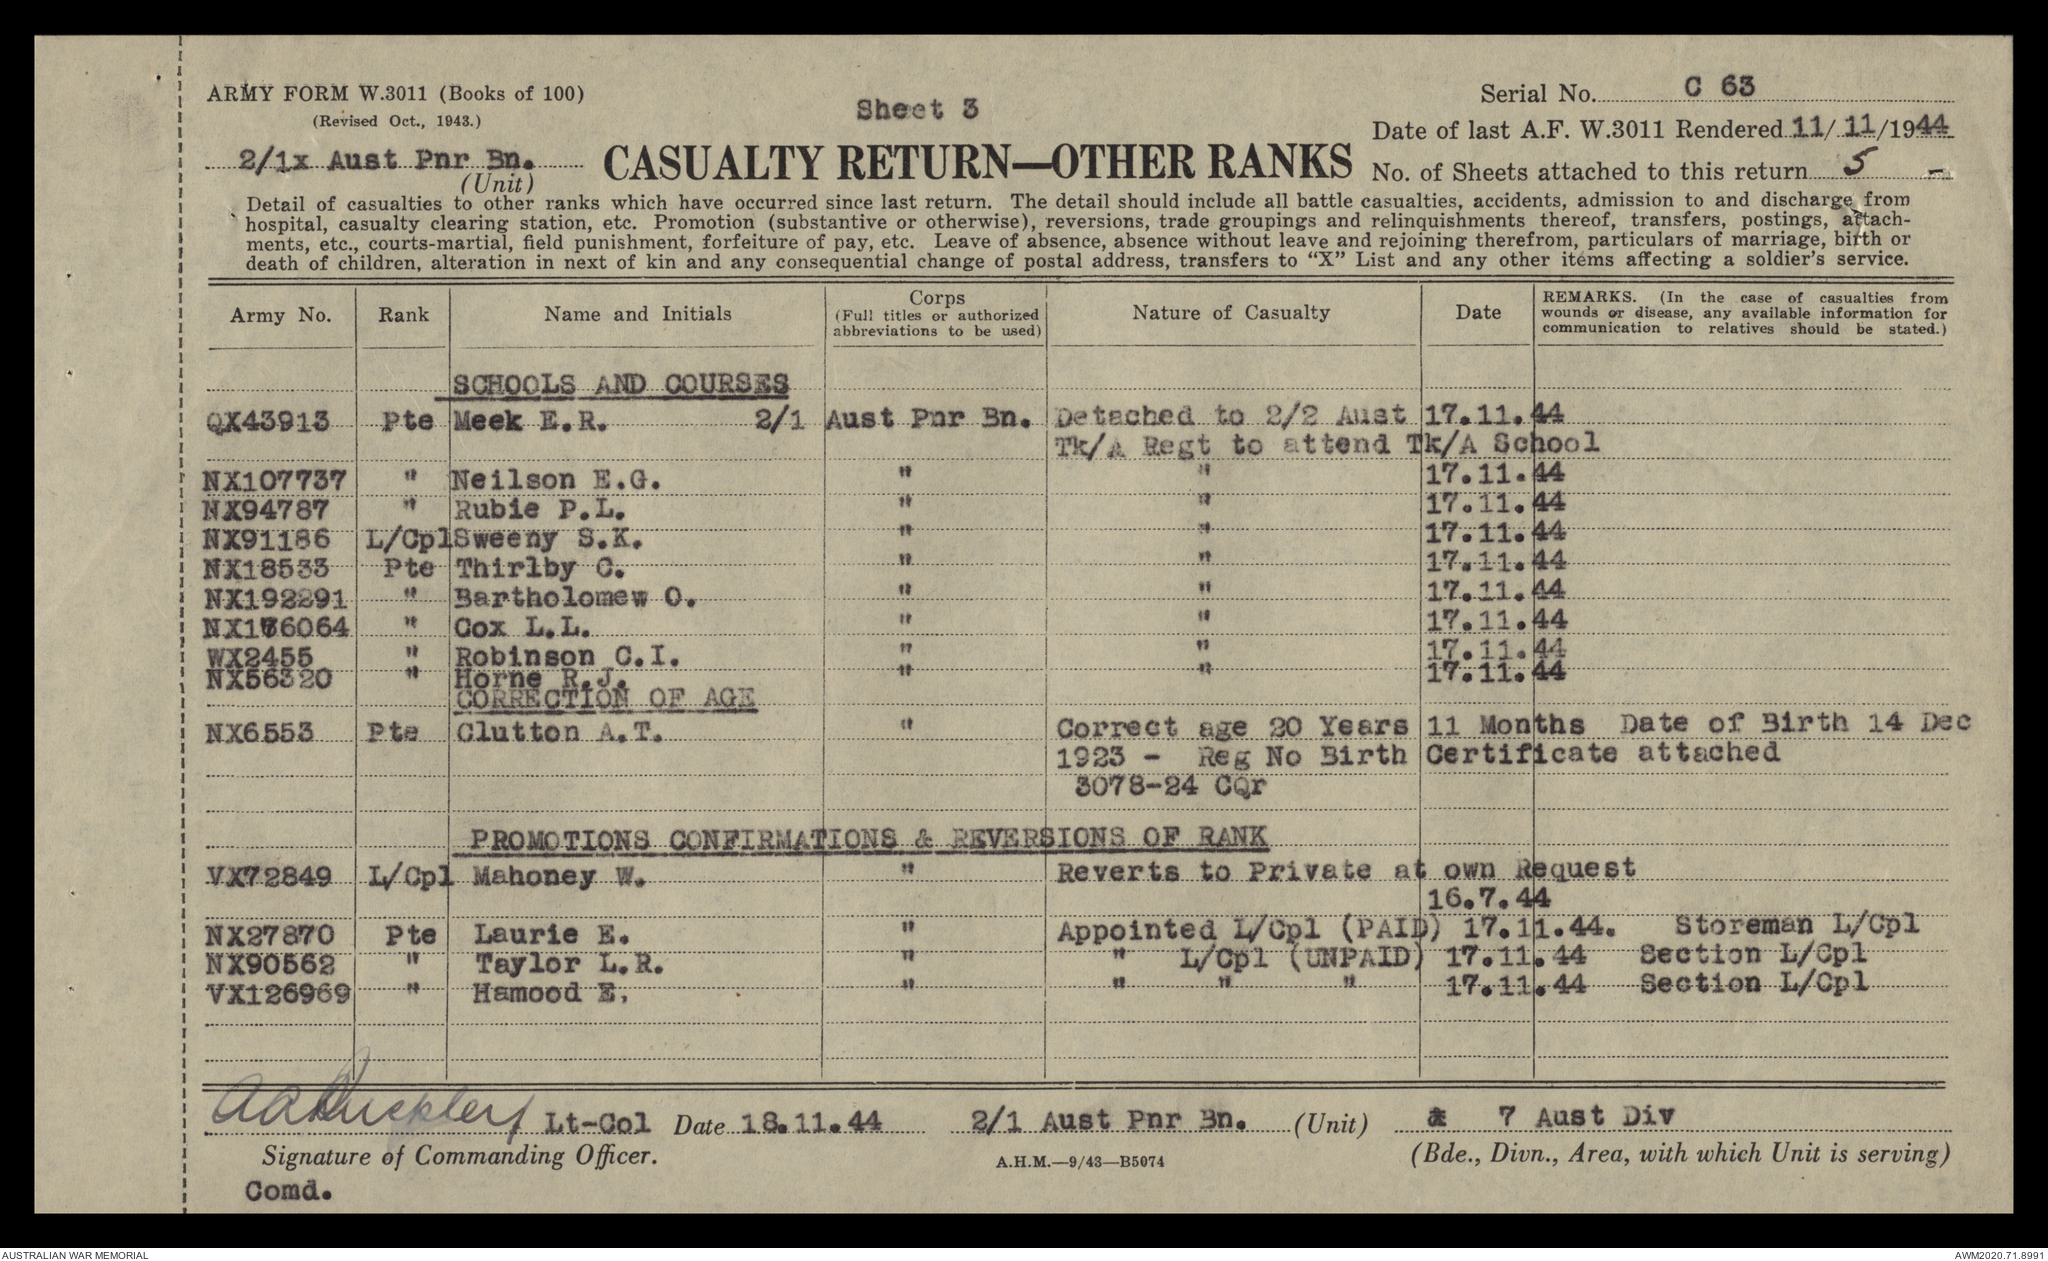 ARMY FORM W.3011 (Books of 100)
(Revised Oct., 1943.)
Sheet 3
Serial No. C 63
Date of last A.F. W.3011 Rendered 11/ 11/1944
2/1x Aust Pnr Bn.
(Unit)
CASUALTY RETURN—OTHER RANKS
No. of Sheets attached to this return 5 -
Detail of casualties to other ranks which have occurred since last return. The detail should include all battle casualties, accidents, admission to and discharge from
hospital, casualty clearing station, etc. Promotion (substantive or otherwise), reversions, trade groupings and relinquishments thereof, transfers, postings, attach-
ments, etc., courts-martial, field punishment, forfeiture of pay, etc. Leave of absence, absence without leave and rejoining therefrom, particulars of marriage, birth or
death of children, alteration in next of kin and any consequential change of postal address, transfers to "X" List and any other items affecting a soldier's service.
Army No. Rank Name and Initials Corps (Full titles or authorized abbreviations to be used) Nature of Casualty Date REMARKS. (In the case of casualties from wounds or disease, any available information for communication to relatives should be stated.)
SCHOOLS AND COURSES
QX43913 Pte Meek E.R. 2/1 Aust Pnr Bn. Detached to 2/2 Aust 17.11.44
Tk/A Regt to attend Tk/A School
NX107737 " Neilson E.G. " " 17.11.44
NX94787 " Rubie P.L. " " 17.11.44
NX91186 L/Cpl Sweeny S.K. " " 17.11.44
NX18533 Pte Thirlby C. " " 17.11.44
NX192291 " Bartholomew O. " " 17.11.44
NX176064 " Cox L.L. " " 17.11.44
WX2455 " Robinson C.I. " " 17.11.44
NX56320 " Horne R.J. " " 17.11.44
CORRECTION OF AGE
NX6553 Pte Clutton A.T. " Correct age 20 Years 11 Months Date of Birth 14 Dec
1923 - Reg No Birth Certificate attached
3078-24 CQr
PROMOTIONS CONFIRMATIONS & REVERSIONS OF RANK
VX72849 L/Cpl Mahoney W. " Reverts to Private at own Request
16.7.44
NX27870 Pte Laurie E. " Appointed L/Cpl (PAID) 17.11.44. Storeman L/Cpl
NX90562 " Taylor L.R. " " L/Cpl (UNPAID) 17.11.44 Section L/Cpl
VX126969 " Hamood E. " " " " 17.11.44 Section L/Cpl
Lt-Col Date 18.11.44 2/1 Aust Pnr Bn. (Unit) 7 Aust Div
Signature of Commanding Officer. A.H.M.—9/43—B5074 (Bde., Divn., Area, with which Unit is serving)
Comd.
AUSTRALIAN WAR MEMORIAL AWM2020.71.8991